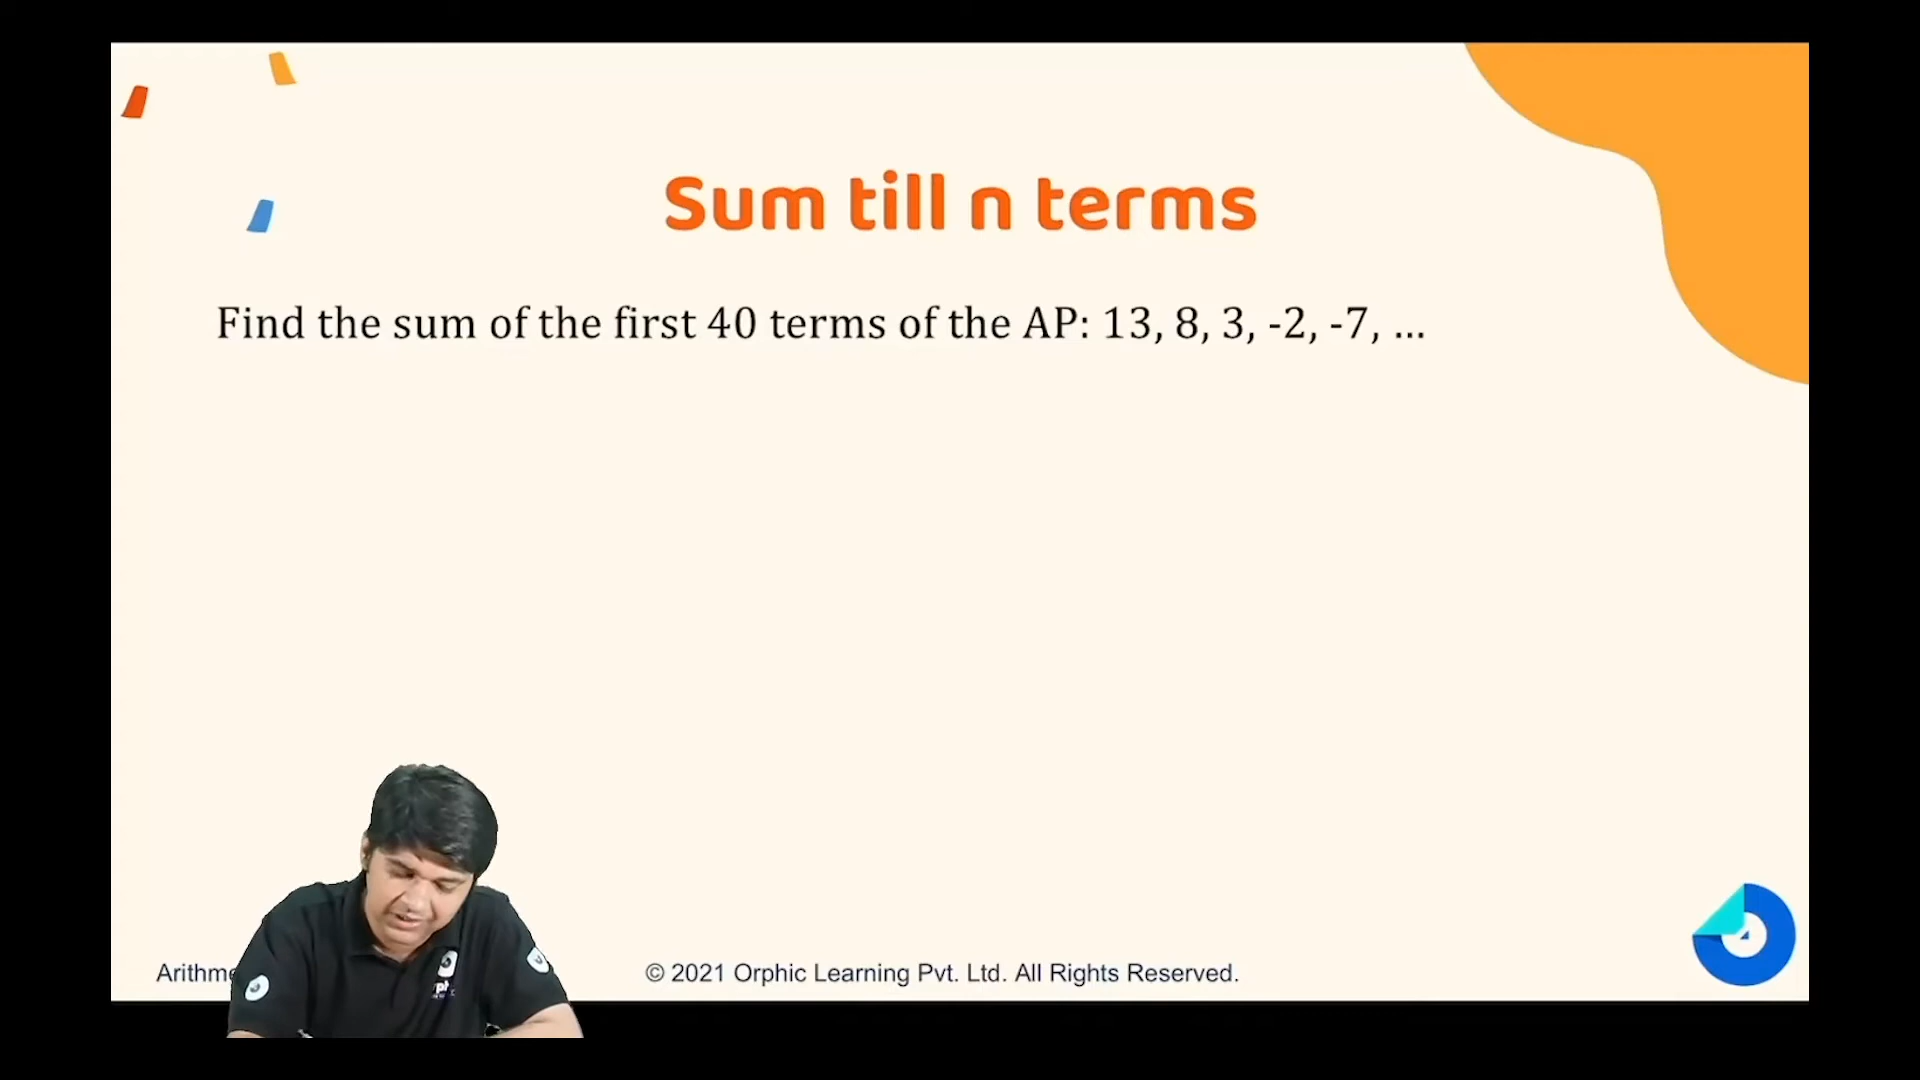 Sum till n terms
Find the sum of the first 40 terms of the AP: 13, 8, 3, -2, -7, ...
© 2021 Orphic Learning Pvt. Ltd. All Rights Reserved.